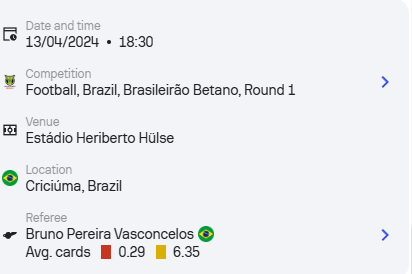 Date and time
13/04/2024 • 18:30
Competition
Football, Brazil, Brasileirão Betano, Round 1
Venue
Estádio Heriberto Hülse
Location
Criciúma, Brazil
Referee
Bruno Pereira Vasconcelos
Avg. cards 0.29 6.35